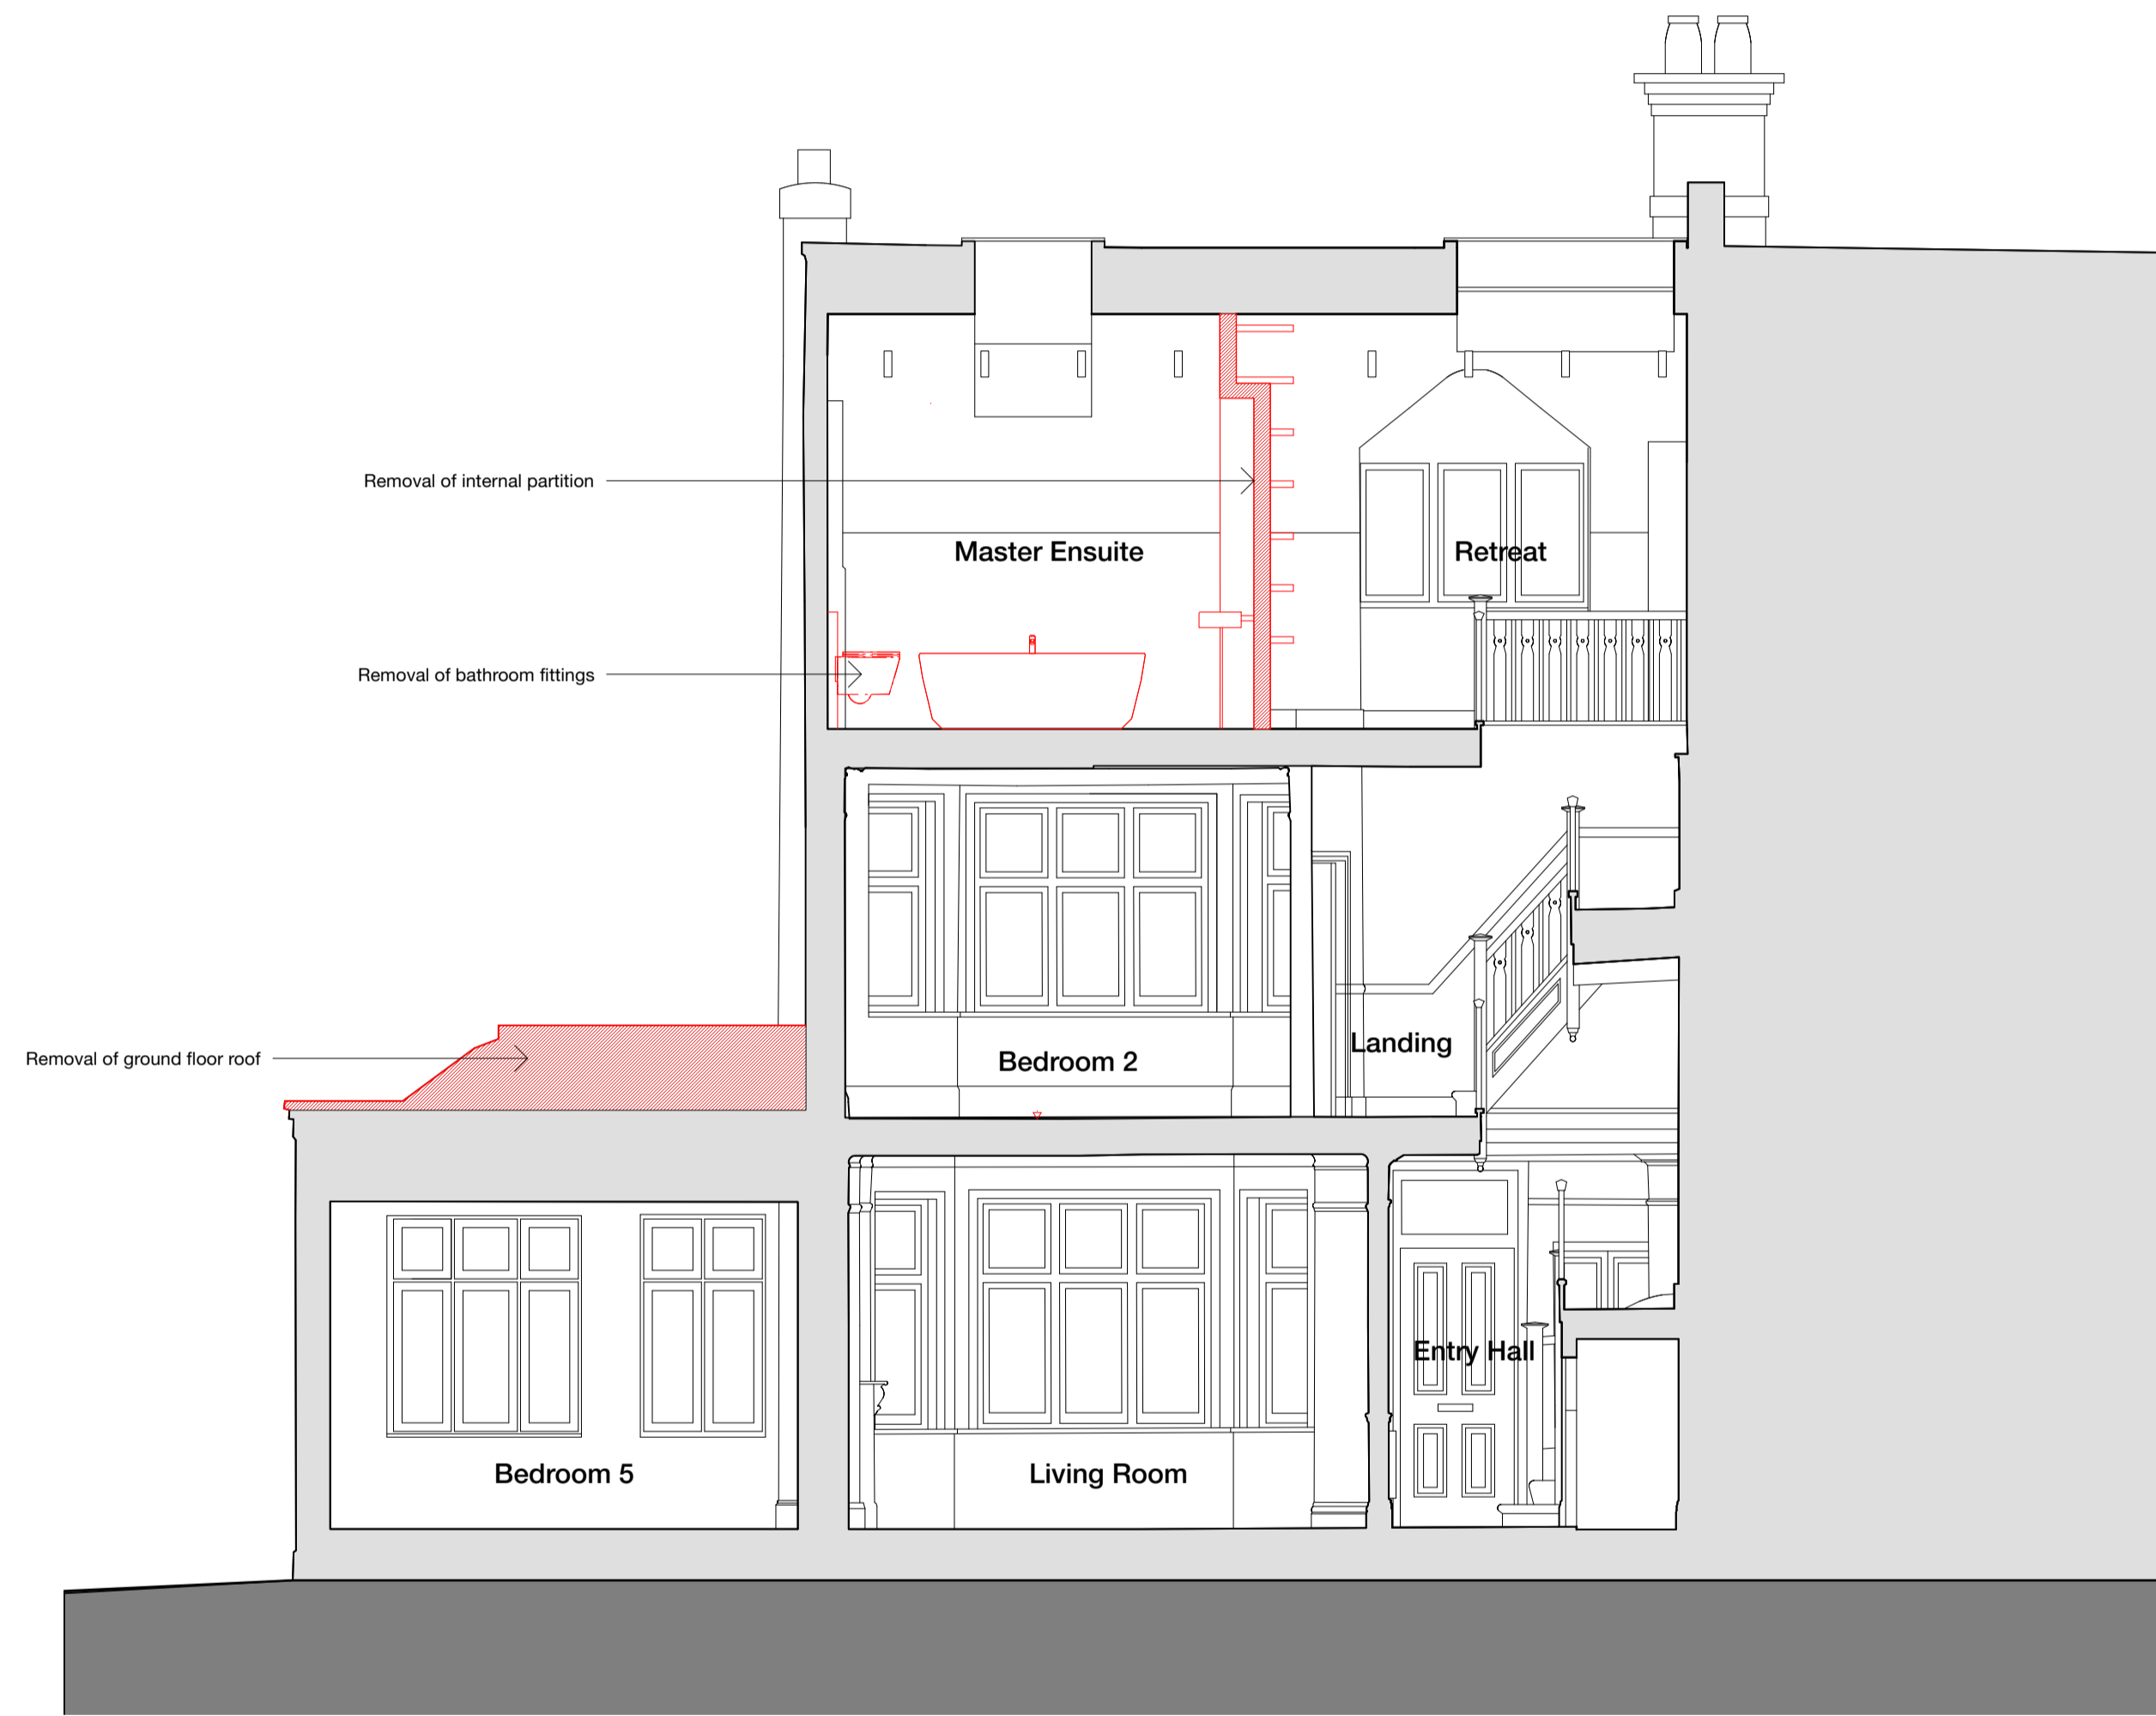 Removal of internal partition
Master Ensuite
Retreat
Removal of bathroom fittings
Landing
Removal of ground floor roof
Bedroom 2
Entry Hall
Bedroom 5
Living Room